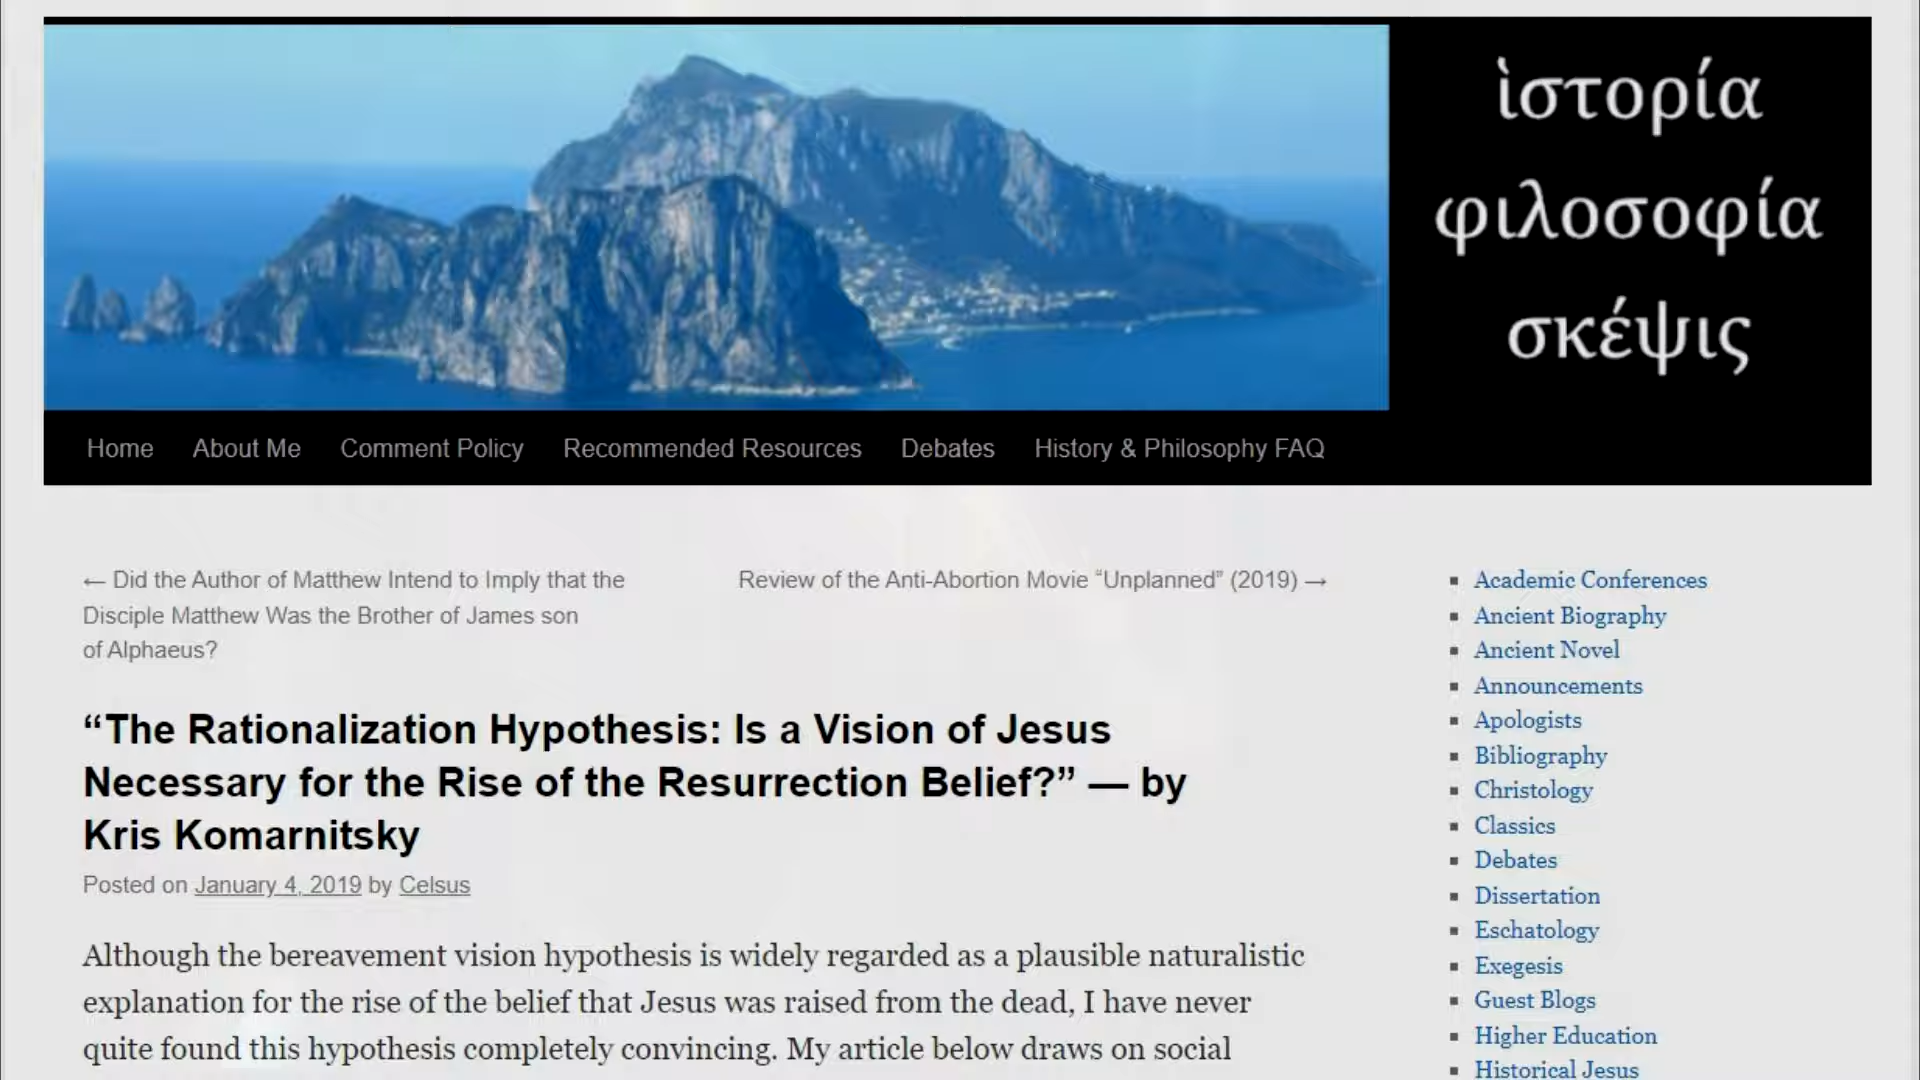 ἱστορία
φιλοσοφία
σκέψις
Home About Me Comment Policy Recommended Resources Debates History & Philosophy FAQ
← Did the Author of Matthew Intend to Imply that the
Disciple Matthew Was the Brother of James son
of Alphaeus?
Review of the Anti-Abortion Movie “Unplanned” (2019) →
“The Rationalization Hypothesis: Is a Vision of Jesus
Necessary for the Rise of the Resurrection Belief?” — by
Kris Komarnitsky
Posted on January 4, 2019 by Celsus
Although the bereavement vision hypothesis is widely regarded as a plausible naturalistic
explanation for the rise of the belief that Jesus was raised from the dead, I have never
quite found this hypothesis completely convincing. My article below draws on social
Academic Conferences
Ancient Biography
Ancient Novel
Announcements
Apologists
Bibliography
Christology
Classics
Debates
Dissertation
Eschatology
Exegesis
Guest Blogs
Higher Education
Historical Jesus